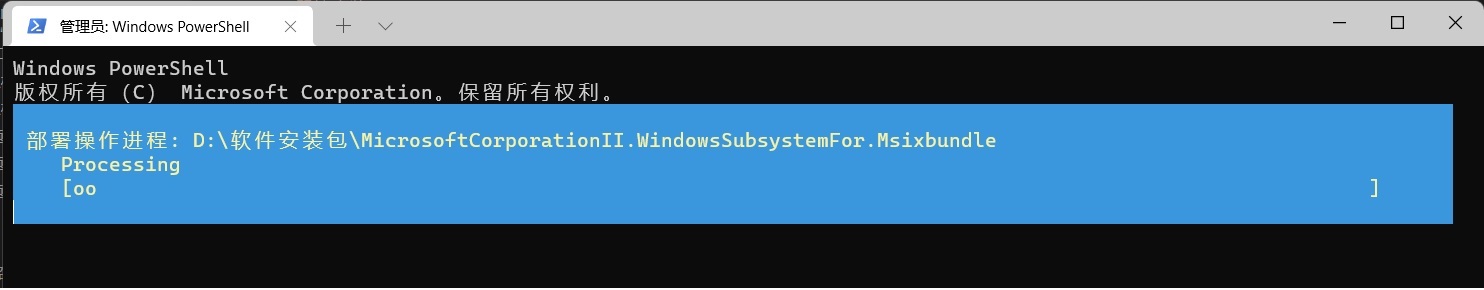 管理员: Windows PowerShell
Windows PowerShell
版权所有 (C)  Microsoft Corporation。保留所有权利。
部署操作进程: D:\软件安装包\MicrosoftCorporationII.WindowsSubsystemFor.Msixbundle
Processing
[oo                                                                                                              ]